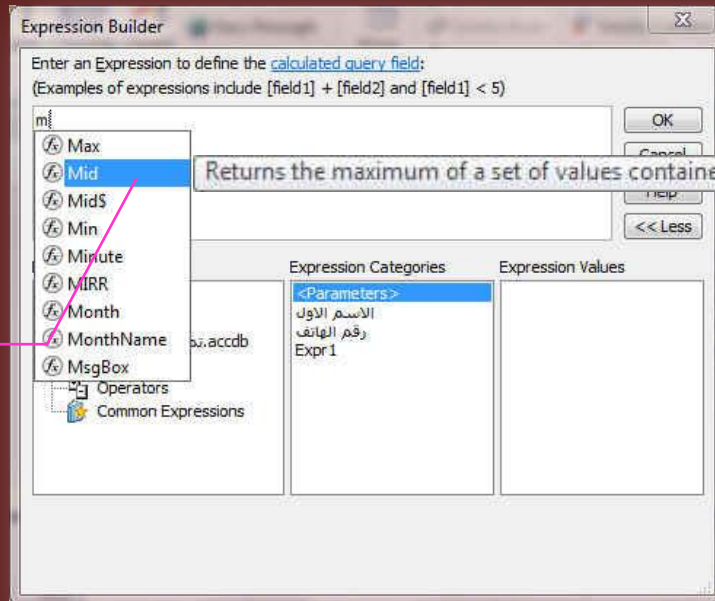 Expression Builder
Enter an Expression to define the calculated query field:
(Examples of expressions include [field1] + [field2] and [field1] < 5)
m
OK
Max
Cancel
Mid
Returns the maximum of a set of values containe
Mid$
Help
Min
<< Less
Minute
Expression Categories
Expression Values
MIRR
<Parameters>
Month
الاسم الاول
MonthName
.accdb
رقم الهاتف
Expr1
MsgBox
Operators
Common Expressions